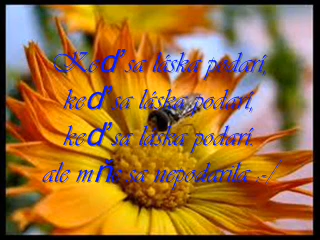 Keď sa láska podarí,
keď sa láska podarí,
keď sa láska podarí.
ale mňe sa nepodarila :-/